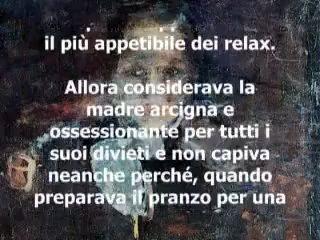 il più appetibile dei relax.
Allora considerava la
madre arcigna e
ossessionante per tutti i
suoi divieti e non capiva
neanche perché, quando
preparava il pranzo per una